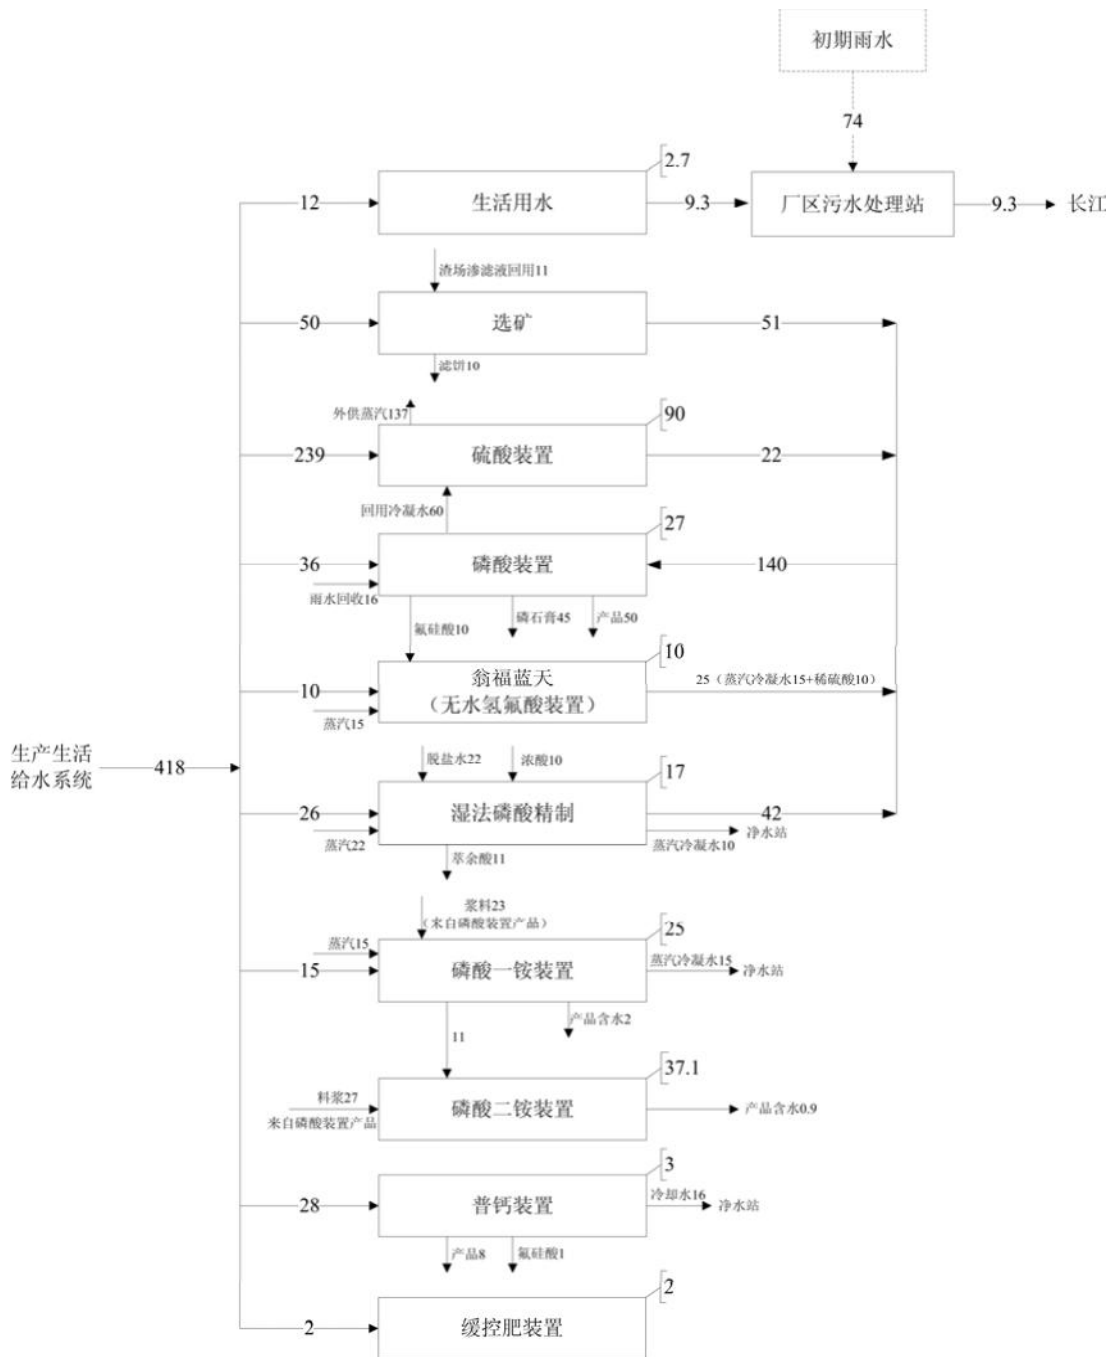 初期雨水
74
2.7
12
生活用水
9.3
厂区污水处理站
9.3
长江
渣场渗滤液回用11
50
选矿
51
滤饼10
外供蒸汽137
90
239
硫酸装置
22
回用冷凝水60
27
36
磷酸装置
140
雨水回收16
氟硅酸10
磷石膏45
产品50
10
10
翁福蓝天
（无水氢氟酸装置）
25（蒸汽冷凝水15+稀硫酸10）
蒸汽15
生产生活
给水系统
418
脱盐水22
浓酸10
17
26
湿法磷酸精制
42
蒸汽22
蒸汽冷凝水10
净水站
萃余酸11
浆料23
（来自磷酸装置产品）
25
蒸汽15
15
磷酸一铵装置
蒸汽冷凝水15
净水站
11
产品含水2
37.1
料浆27
来自磷酸装置产品
磷酸二铵装置
产品含水0.9
3
28
普钙装置
冷却水16
净水站
产品8
氟硅酸1
2
2
缓控肥装置